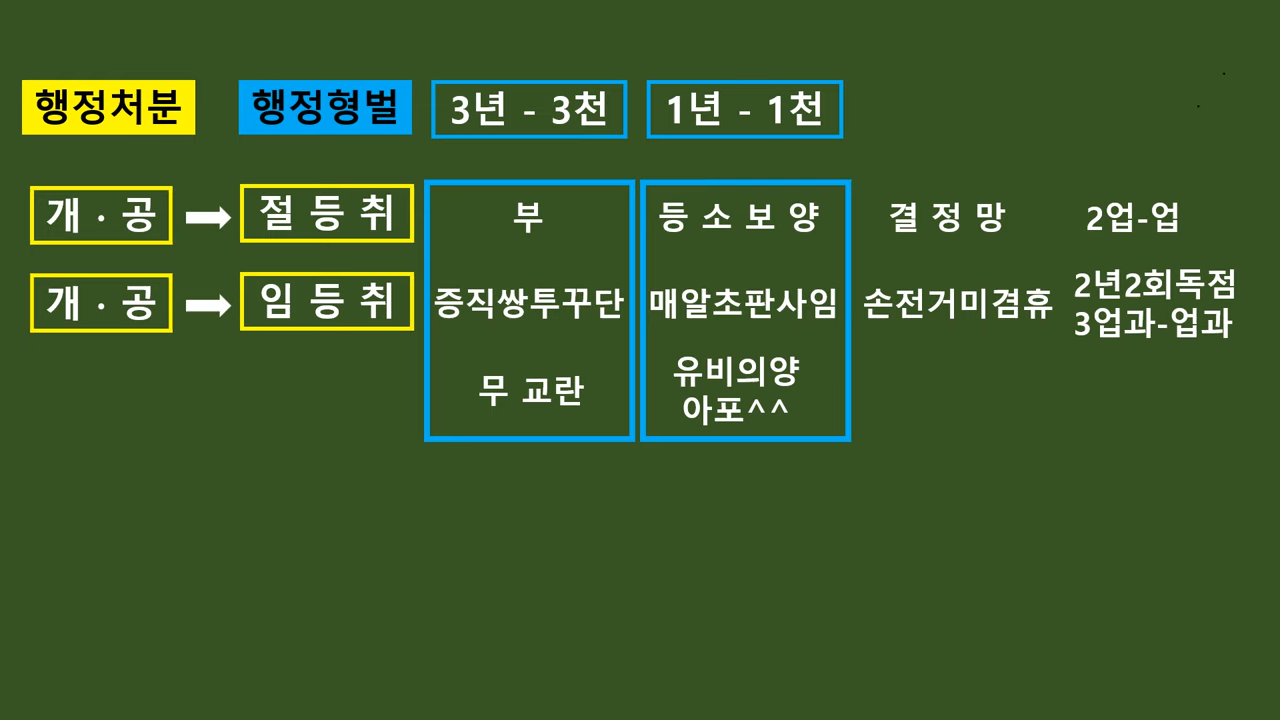 행정처분 행정형벌 3년 - 3천 1년 - 1천
개 · 공 절 등 취 부 등 소 보 양 결 정 망 2업-업
개 · 공 임 등 취 증직쌍투꾸단 매알초판사임 손전거미겸휴 2년2회독점
3업과-업과
무 교란 유비의양
아포^^